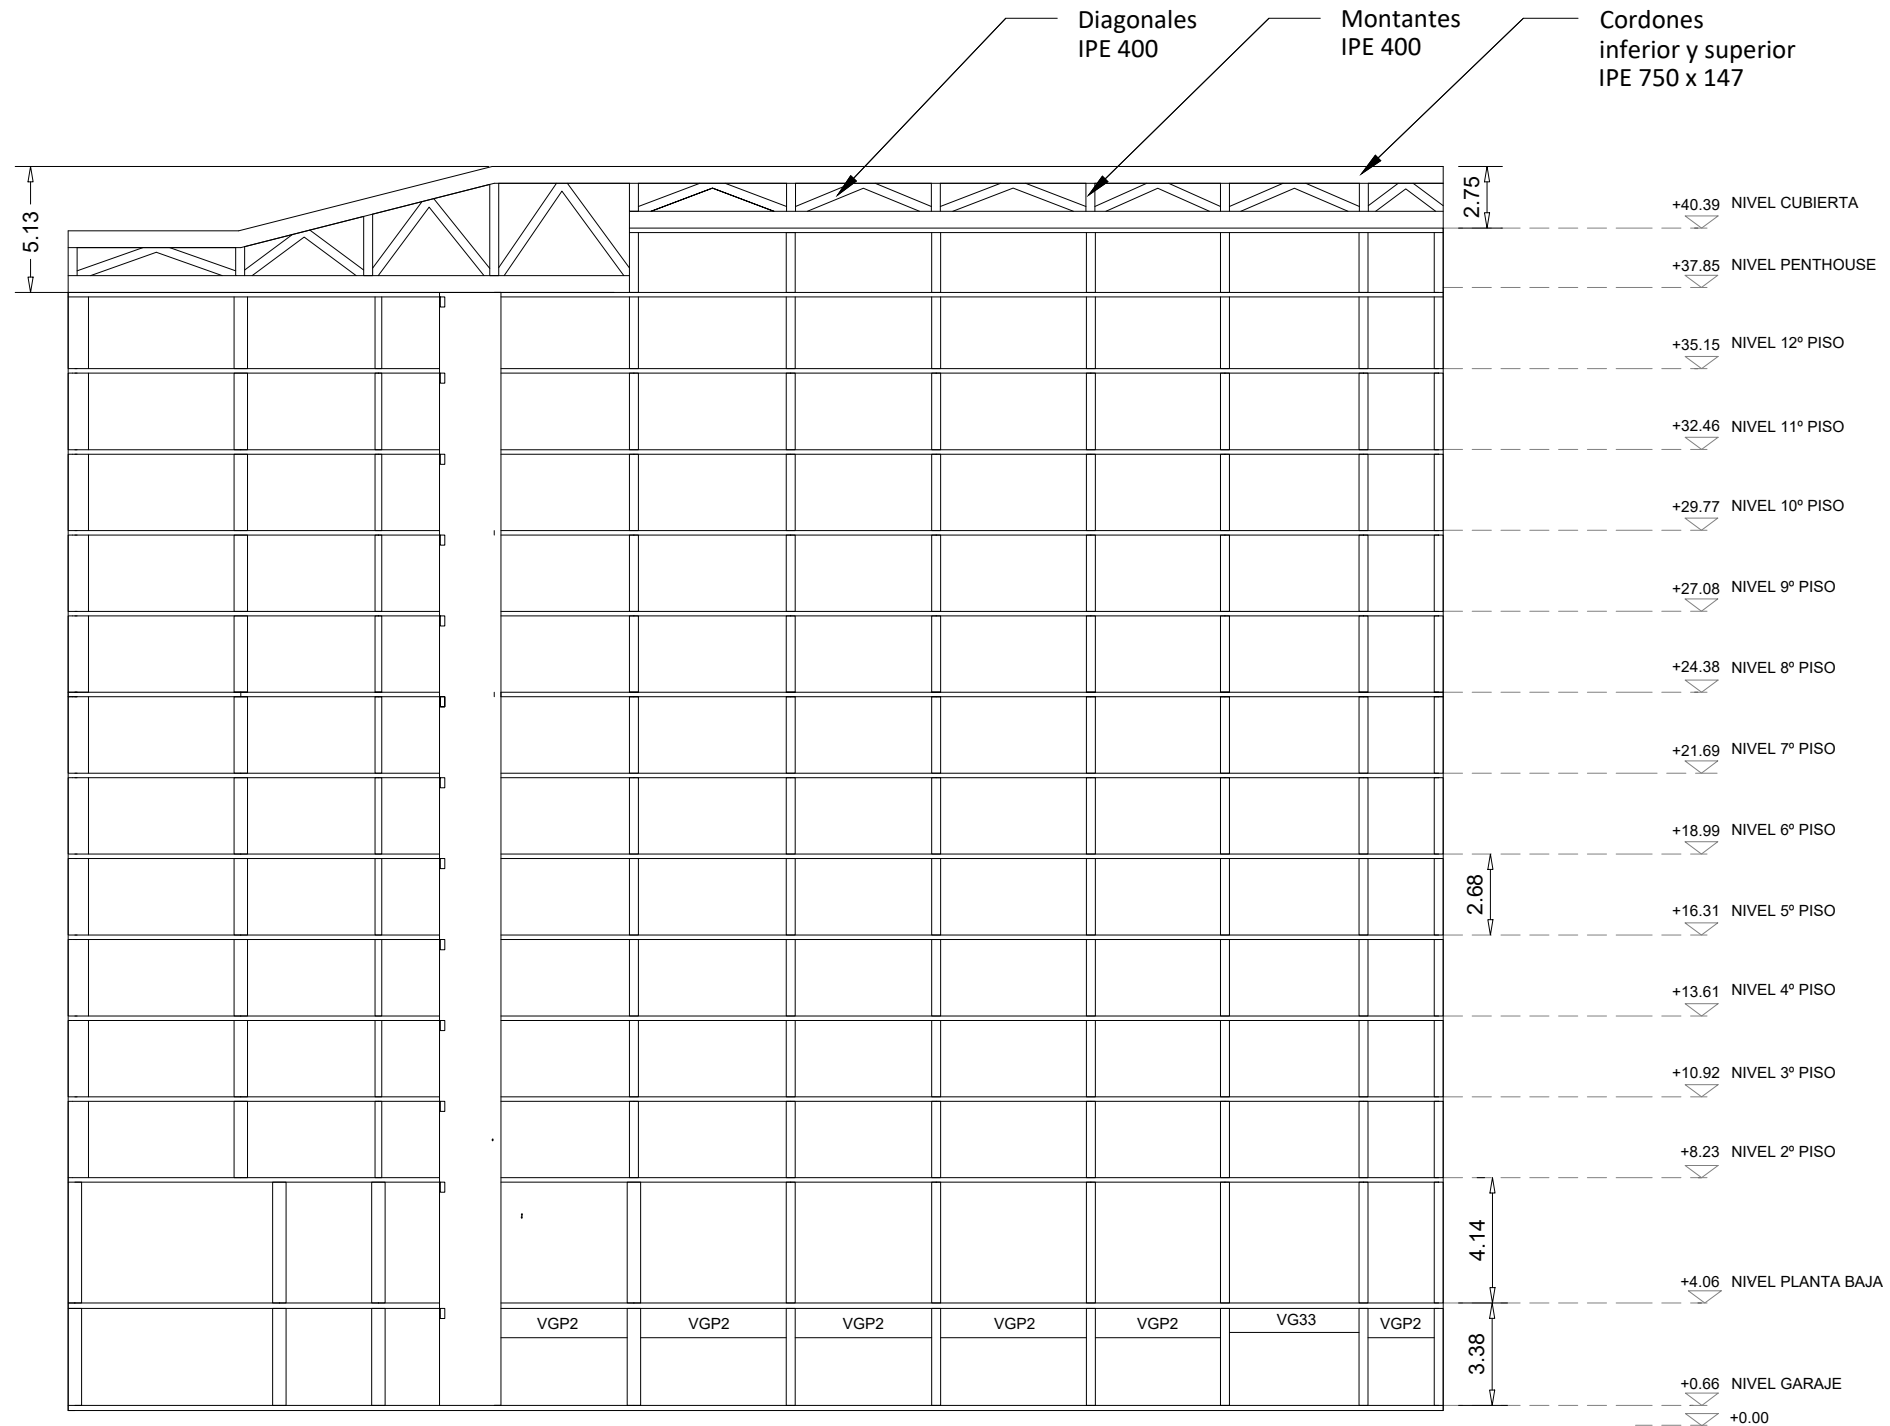 Diagonales
IPE 400
Montantes
IPE 400
Cordones
inferior y superior
IPE 750 x 147
5.13
2.75
+40.39 NIVEL CUBIERTA
+37.85 NIVEL PENTHOUSE
+35.15 NIVEL 12º PISO
+32.46 NIVEL 11º PISO
+29.77 NIVEL 10º PISO
+27.08 NIVEL 9º PISO
+24.38 NIVEL 8º PISO
+21.69 NIVEL 7º PISO
+18.99 NIVEL 6º PISO
2.68
+16.31 NIVEL 5º PISO
+13.61 NIVEL 4º PISO
+10.92 NIVEL 3º PISO
+8.23 NIVEL 2º PISO
4.14
+4.06 NIVEL PLANTA BAJA
VGP2 VGP2 VGP2 VGP2 VGP2 VG33 VGP2
3.38
+0.66 NIVEL GARAJE
+0.00